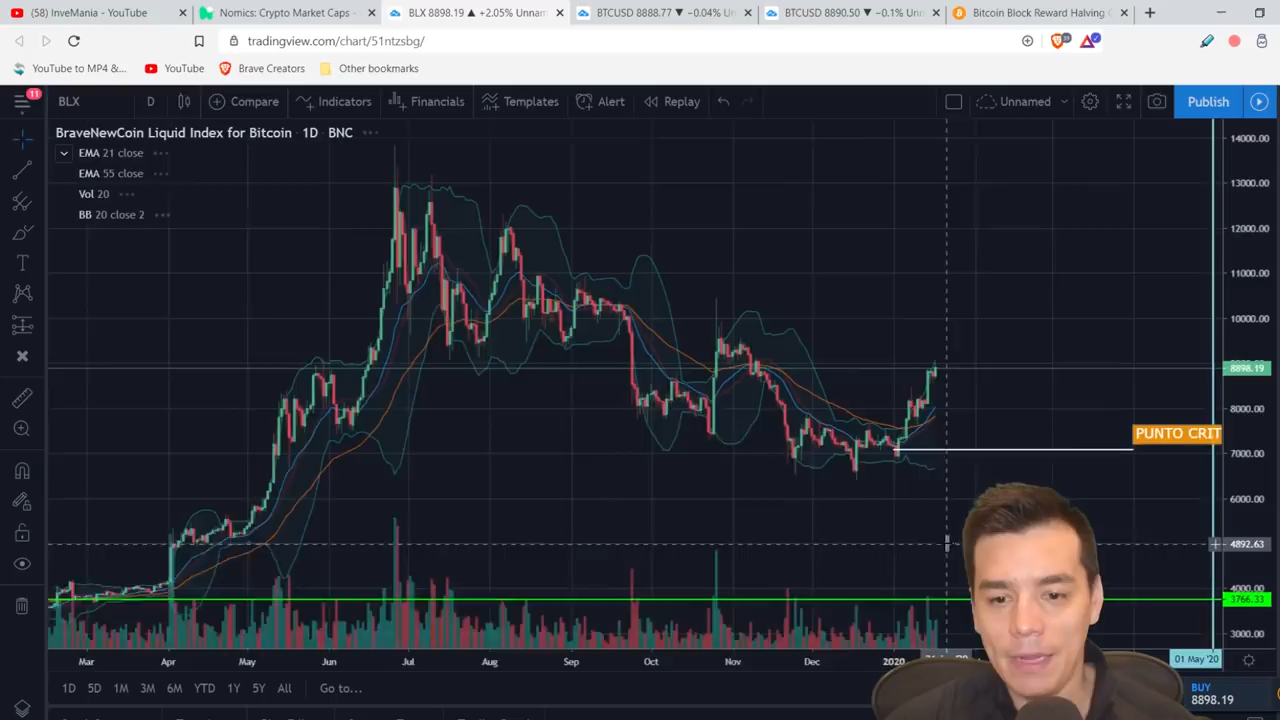 (58) InveMania - YouTube
Nomics: Crypto Market Caps -
BLX 8898.19 ▲ +2.05% Unnam
BTCUSD 8888.77 ▼ −0.04% Unn
BTCUSD 8890.50 ▼ −0.1% Unn
Bitcoin Block Reward Halving C
tradingview.com/chart/51ntzsbg/
YouTube to MP4 &...
YouTube
Brave Creators
Other bookmarks
11
BLX
D
Compare
Indicators
Financials
Templates
Alert
Replay
Unnamed
Publish
BraveNewCoin Liquid Index for Bitcoin · 1D · BNC
EMA 21 close
EMA 55 close
Vol 20
BB 20 close 2
14000.00
13000.00
12000.00
11000.00
10000.00
8898.19
8000.00
PUNTO CRIT
7000.00
6000.00
4892.63
4000.00
3766.33
3000.00
Mar
Apr
May
Jun
Jul
Aug
Sep
Oct
Nov
Dec
2020
01 May '20
1D 5D 1M 3M 6M YTD 1Y 5Y All Go to...
BUY
8898.19